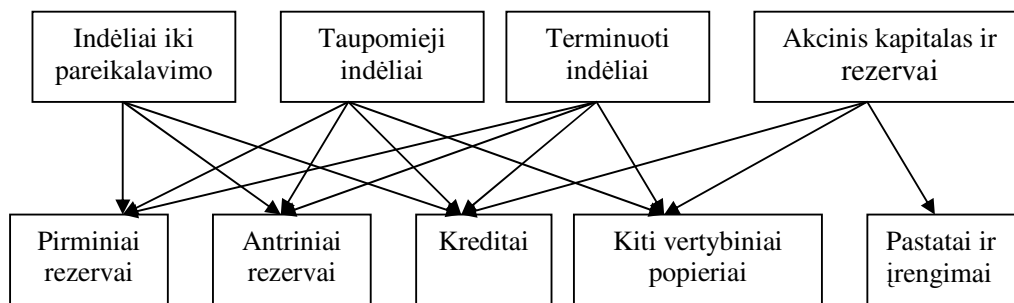 Indėliai iki
pareikalavimo
Taupomieji
indėliai
Terminuoti
indėliai
Akcinis kapitalas ir
rezervai
Pirminiai
rezervai
Antriniai
rezervai
Kreditai
Kiti vertybiniai
popieriai
Pastatai ir
įrengimai